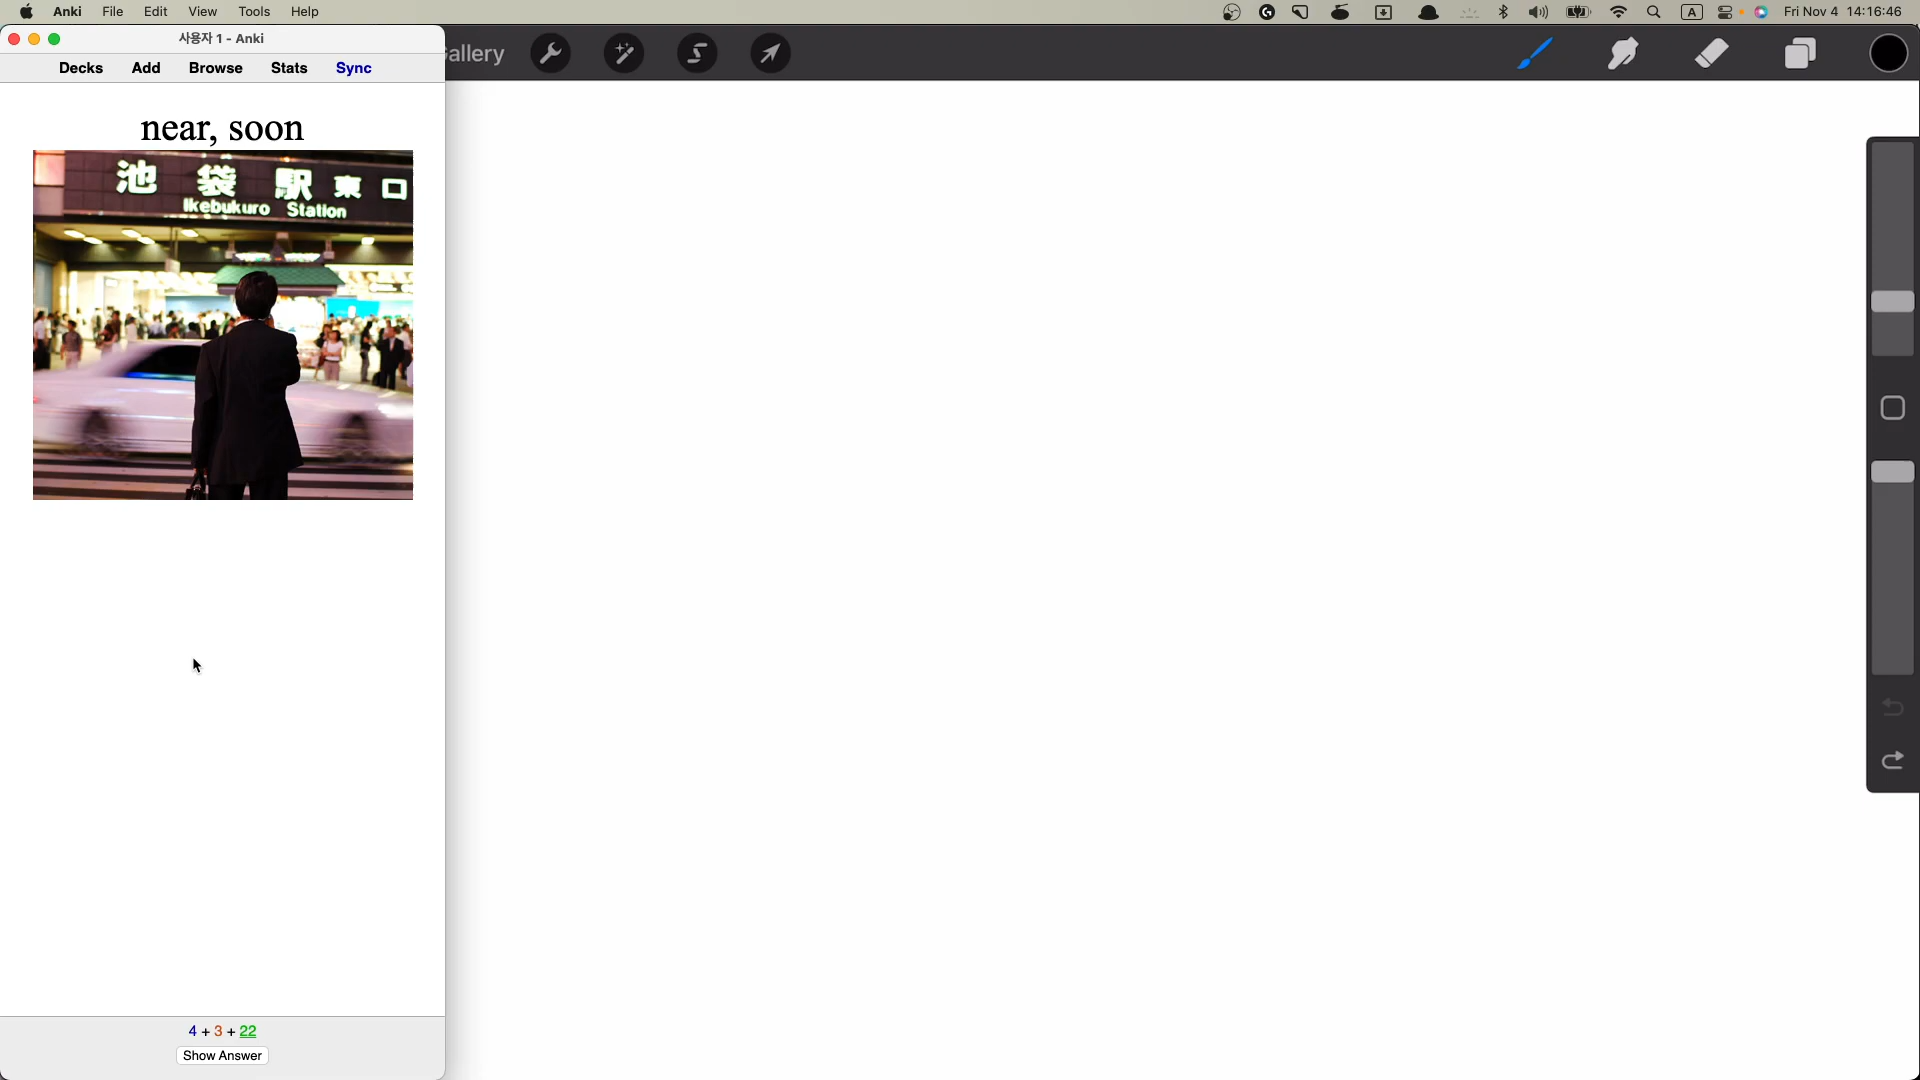 Anki File Edit View Tools Help
A
Fri Nov 4 14:16:46
사용자 1 - Anki
Decks Add Browse Stats Sync
allery
near, soon
池袋駅東口
Ikebukuro Station
4 + 3 + 22
Show Answer